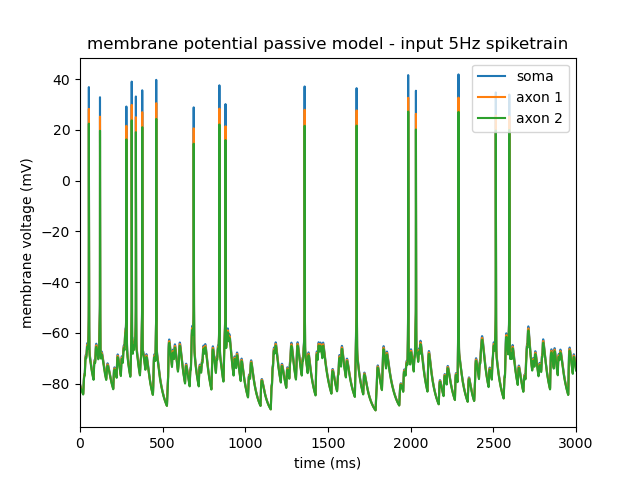 membrane potential passive model - input 5Hz spiketrain
soma
axon 1
axon 2
membrane voltage (mV)
40
20
0
−20
−40
−60
−80
0 500 1000 1500 2000 2500 3000
time (ms)